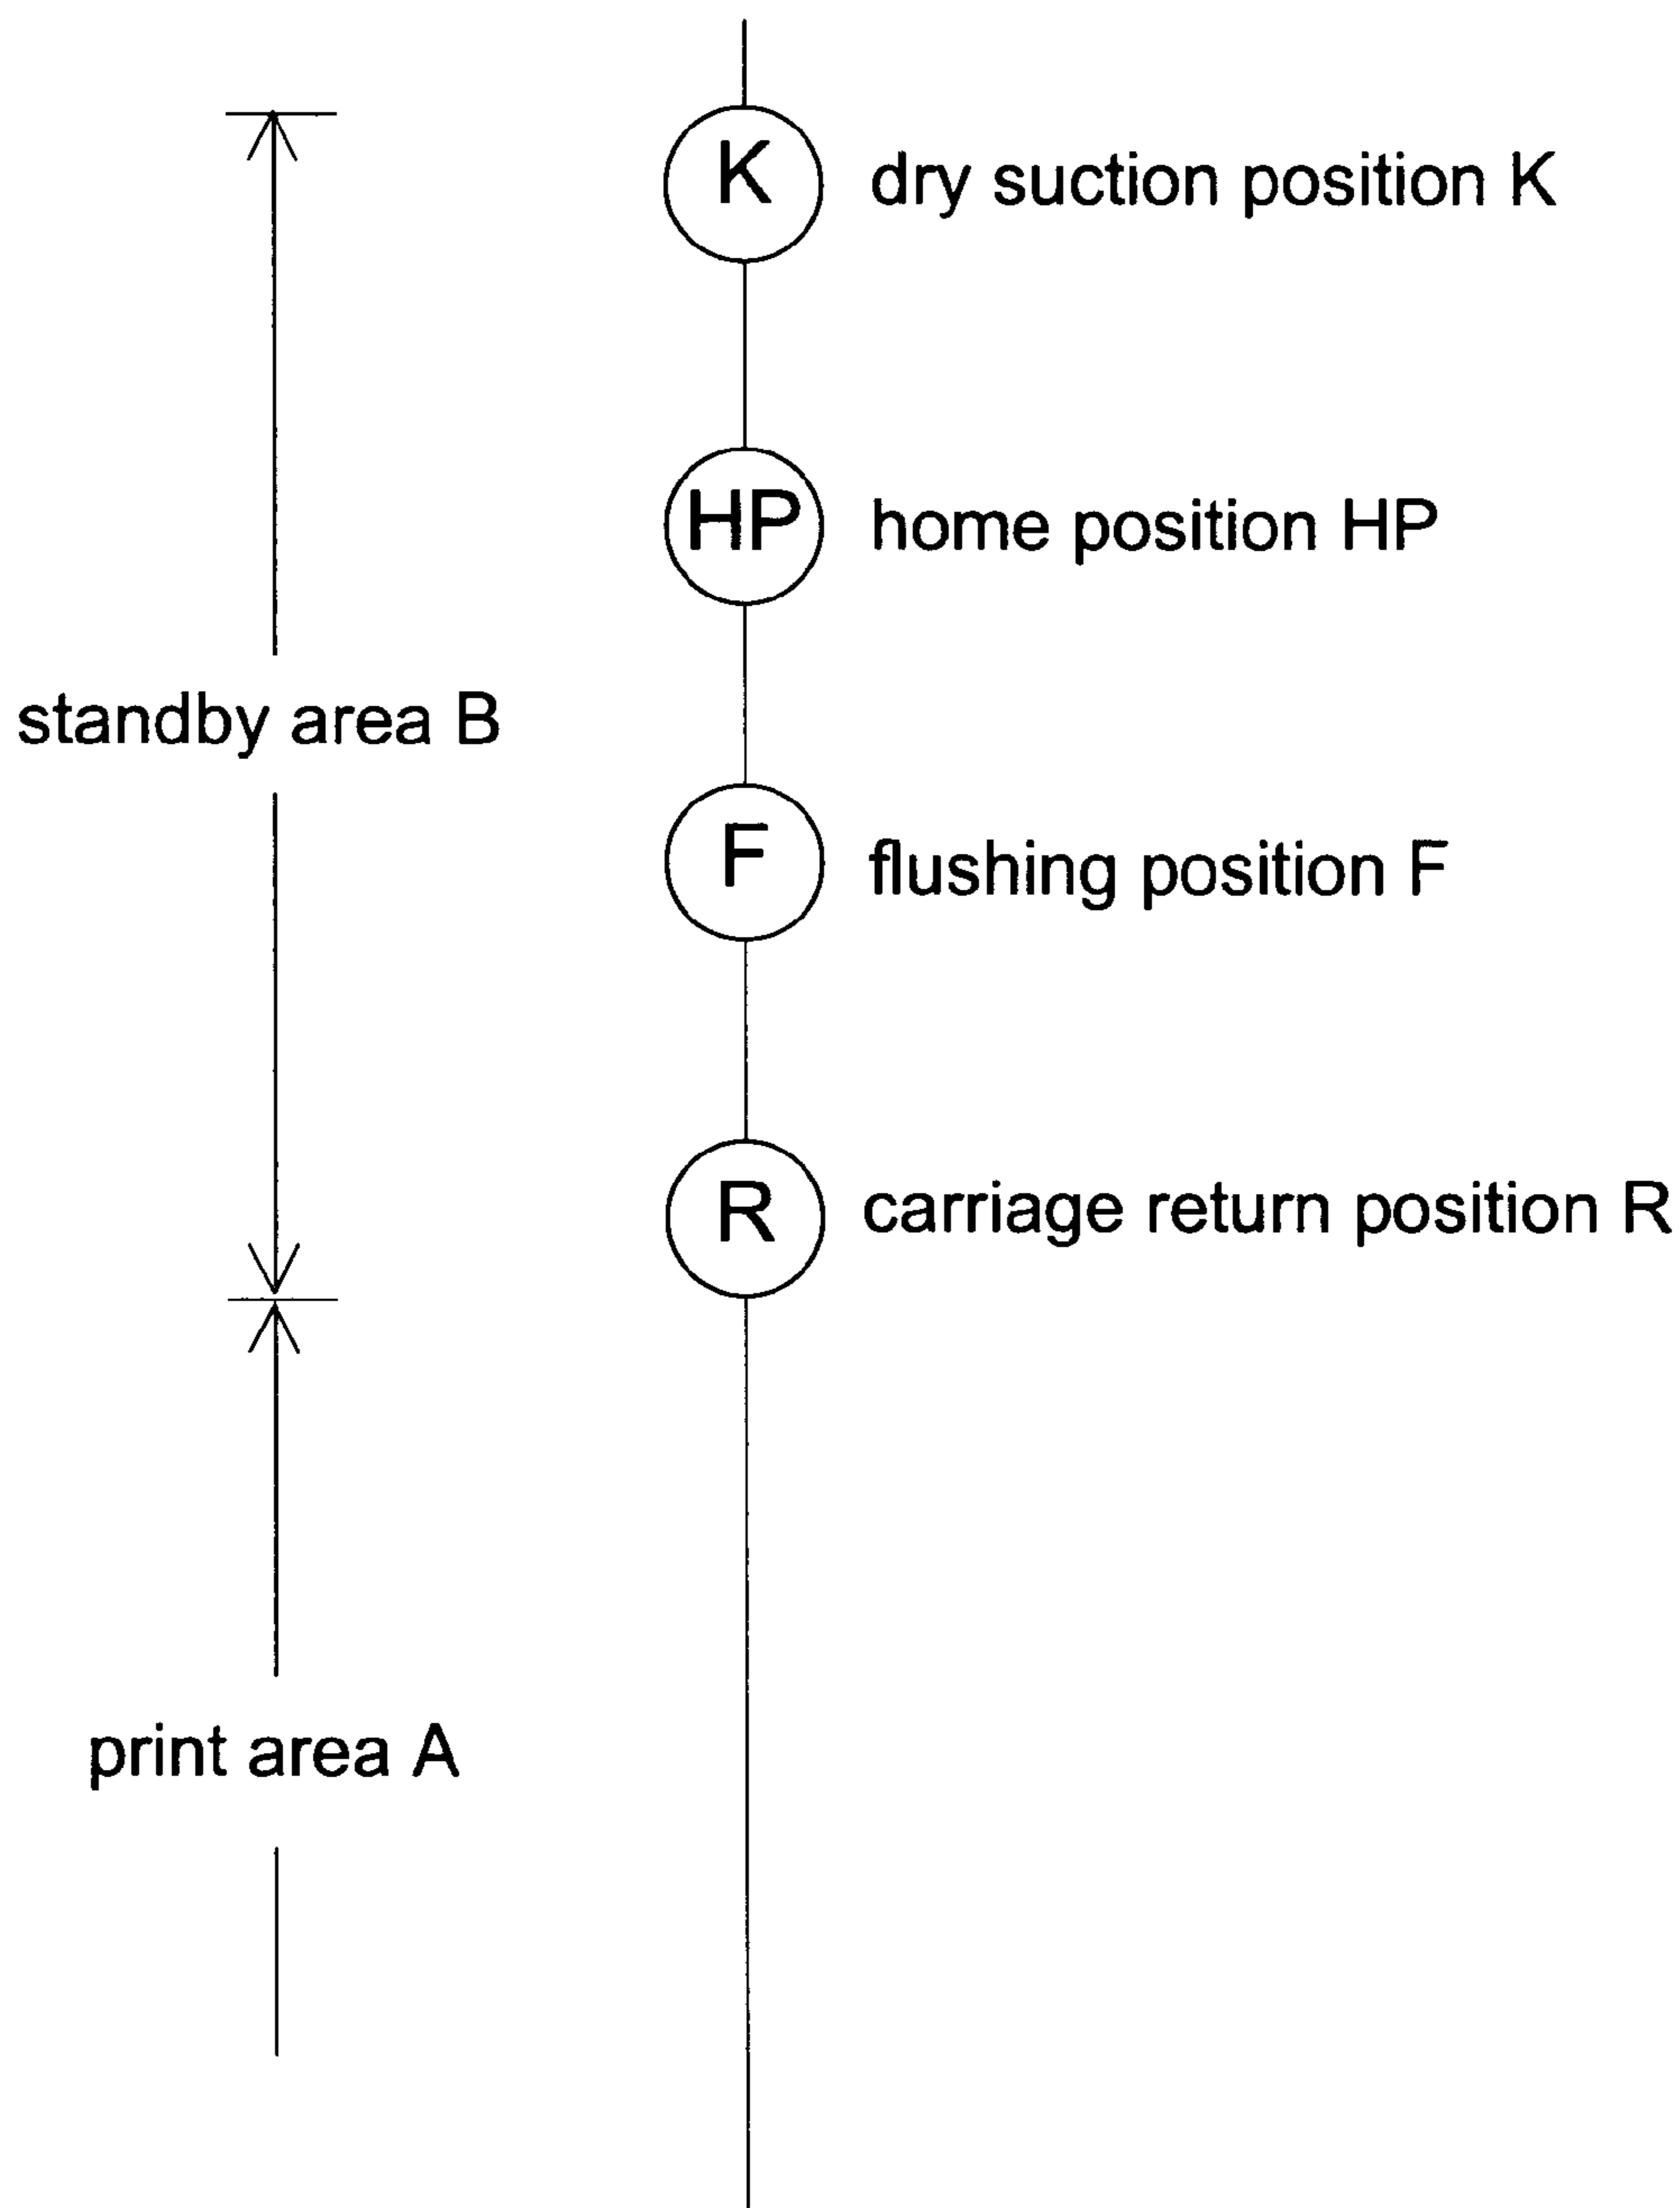 K
dry suction position K
HP
home position HP
standby area B
F
flushing position F
R
carriage return position R
print area A